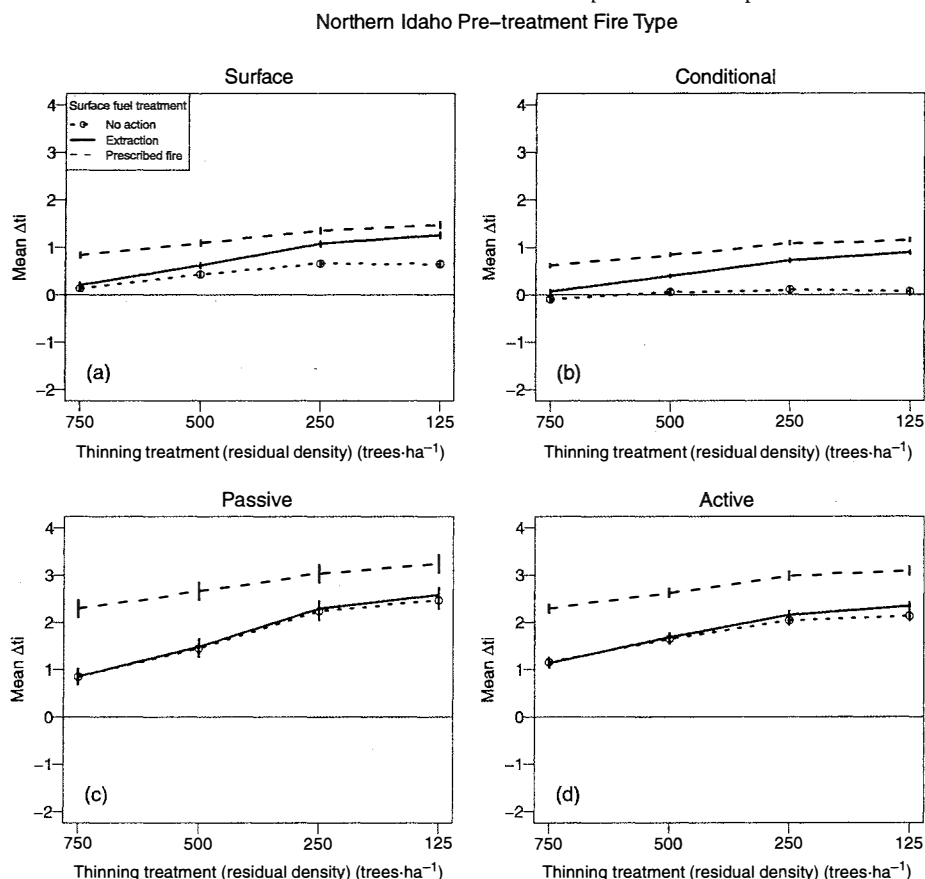 Northern Idaho Pre–treatment Fire Type
Surface
Conditional
Surface fuel treatment
No action
Extraction
Prescribed fire
4
3
2
1
0
−1
−2
Mean Δti
(a)
750 500 250 125
Thinning treatment (residual density) (trees·ha⁻¹)
4
3
2
1
0
−1
−2
Mean Δti
(b)
750 500 250 125
Thinning treatment (residual density) (trees·ha⁻¹)
Passive
Active
4
3
2
1
0
−1
−2
Mean Δti
(c)
750 500 250 125
Thinning treatment (residual density) (trees·ha⁻¹)
4
3
2
1
0
−1
−2
Mean Δti
(d)
750 500 250 125
Thinning treatment (residual density) (trees·ha⁻¹)